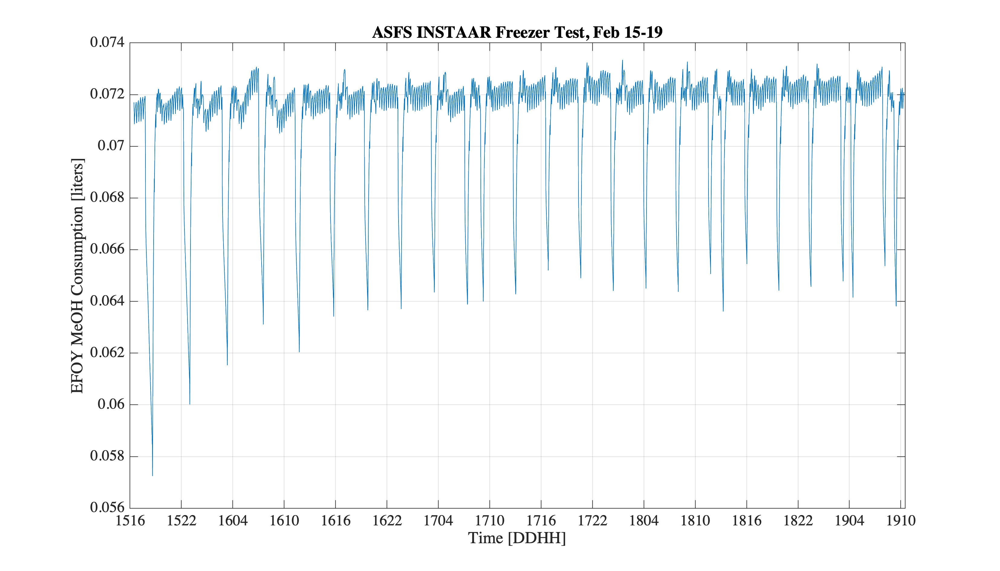 ASFS INSTAAR Freezer Test, Feb 15-19
EFOY MeOH Consumption [liters]
0.074
0.072
0.07
0.068
0.066
0.064
0.062
0.06
0.058
0.056
1516 1522 1604 1610 1616 1622 1704 1710 1716 1722 1804 1810 1816 1822 1904 1910
Time [DDHH]